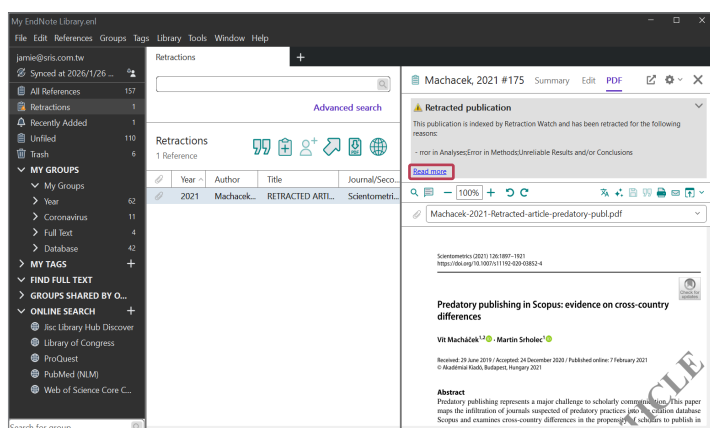 My EndNote Library.enl
File Edit References Groups Tags Library Tools Window Help
jamie@sris.com.tw
Synced at 2026/1/26 ...
All References 157
Retractions 1
Recently Added 1
Unfiled 110
Trash 6
MY GROUPS
My Groups
Year 62
Coronavirus 11
Full Text 4
Database 42
MY TAGS +
FIND FULL TEXT
GROUPS SHARED BY O...
ONLINE SEARCH +
Jisc Library Hub Discover
Library of Congress
ProQuest
PubMed (NLM)
Web of Science Core C...
Search for group
Retractions +
Advanced search
Retractions
1 Reference
Year Author Title Journal/Seco...
2021 Machacek... RETRACTED ARTI... Scientometri...
Machacek, 2021 #175 Summary Edit PDF
Retracted publication
This publication is indexed by Retraction Watch and has been retracted for the following
reasons:
- rror in Analyses;Error in Methods;Unreliable Results and/or Conclusions
Read more
100%
Machacek-2021-Retracted-article-predatory-publ.pdf
Scientometrics (2021) 126:1897–1921
https://doi.org/10.1007/s11192-020-03852-4
Check for
updates
Predatory publishing in Scopus: evidence on cross-country
differences
Vít Macháček1,2 · Martin Srholec1
Received: 29 June 2019 / Accepted: 24 December 2020 / Published online: 7 February 2021
© Akadémiai Kiadó, Budapest, Hungary 2021
Abstract
Predatory publishing represents a major challenge to scholarly communication. This paper
maps the infiltration of journals suspected of predatory practices into the citation database
Scopus and examines cross-country differences in the propensity of scholars to publish in
ICLE